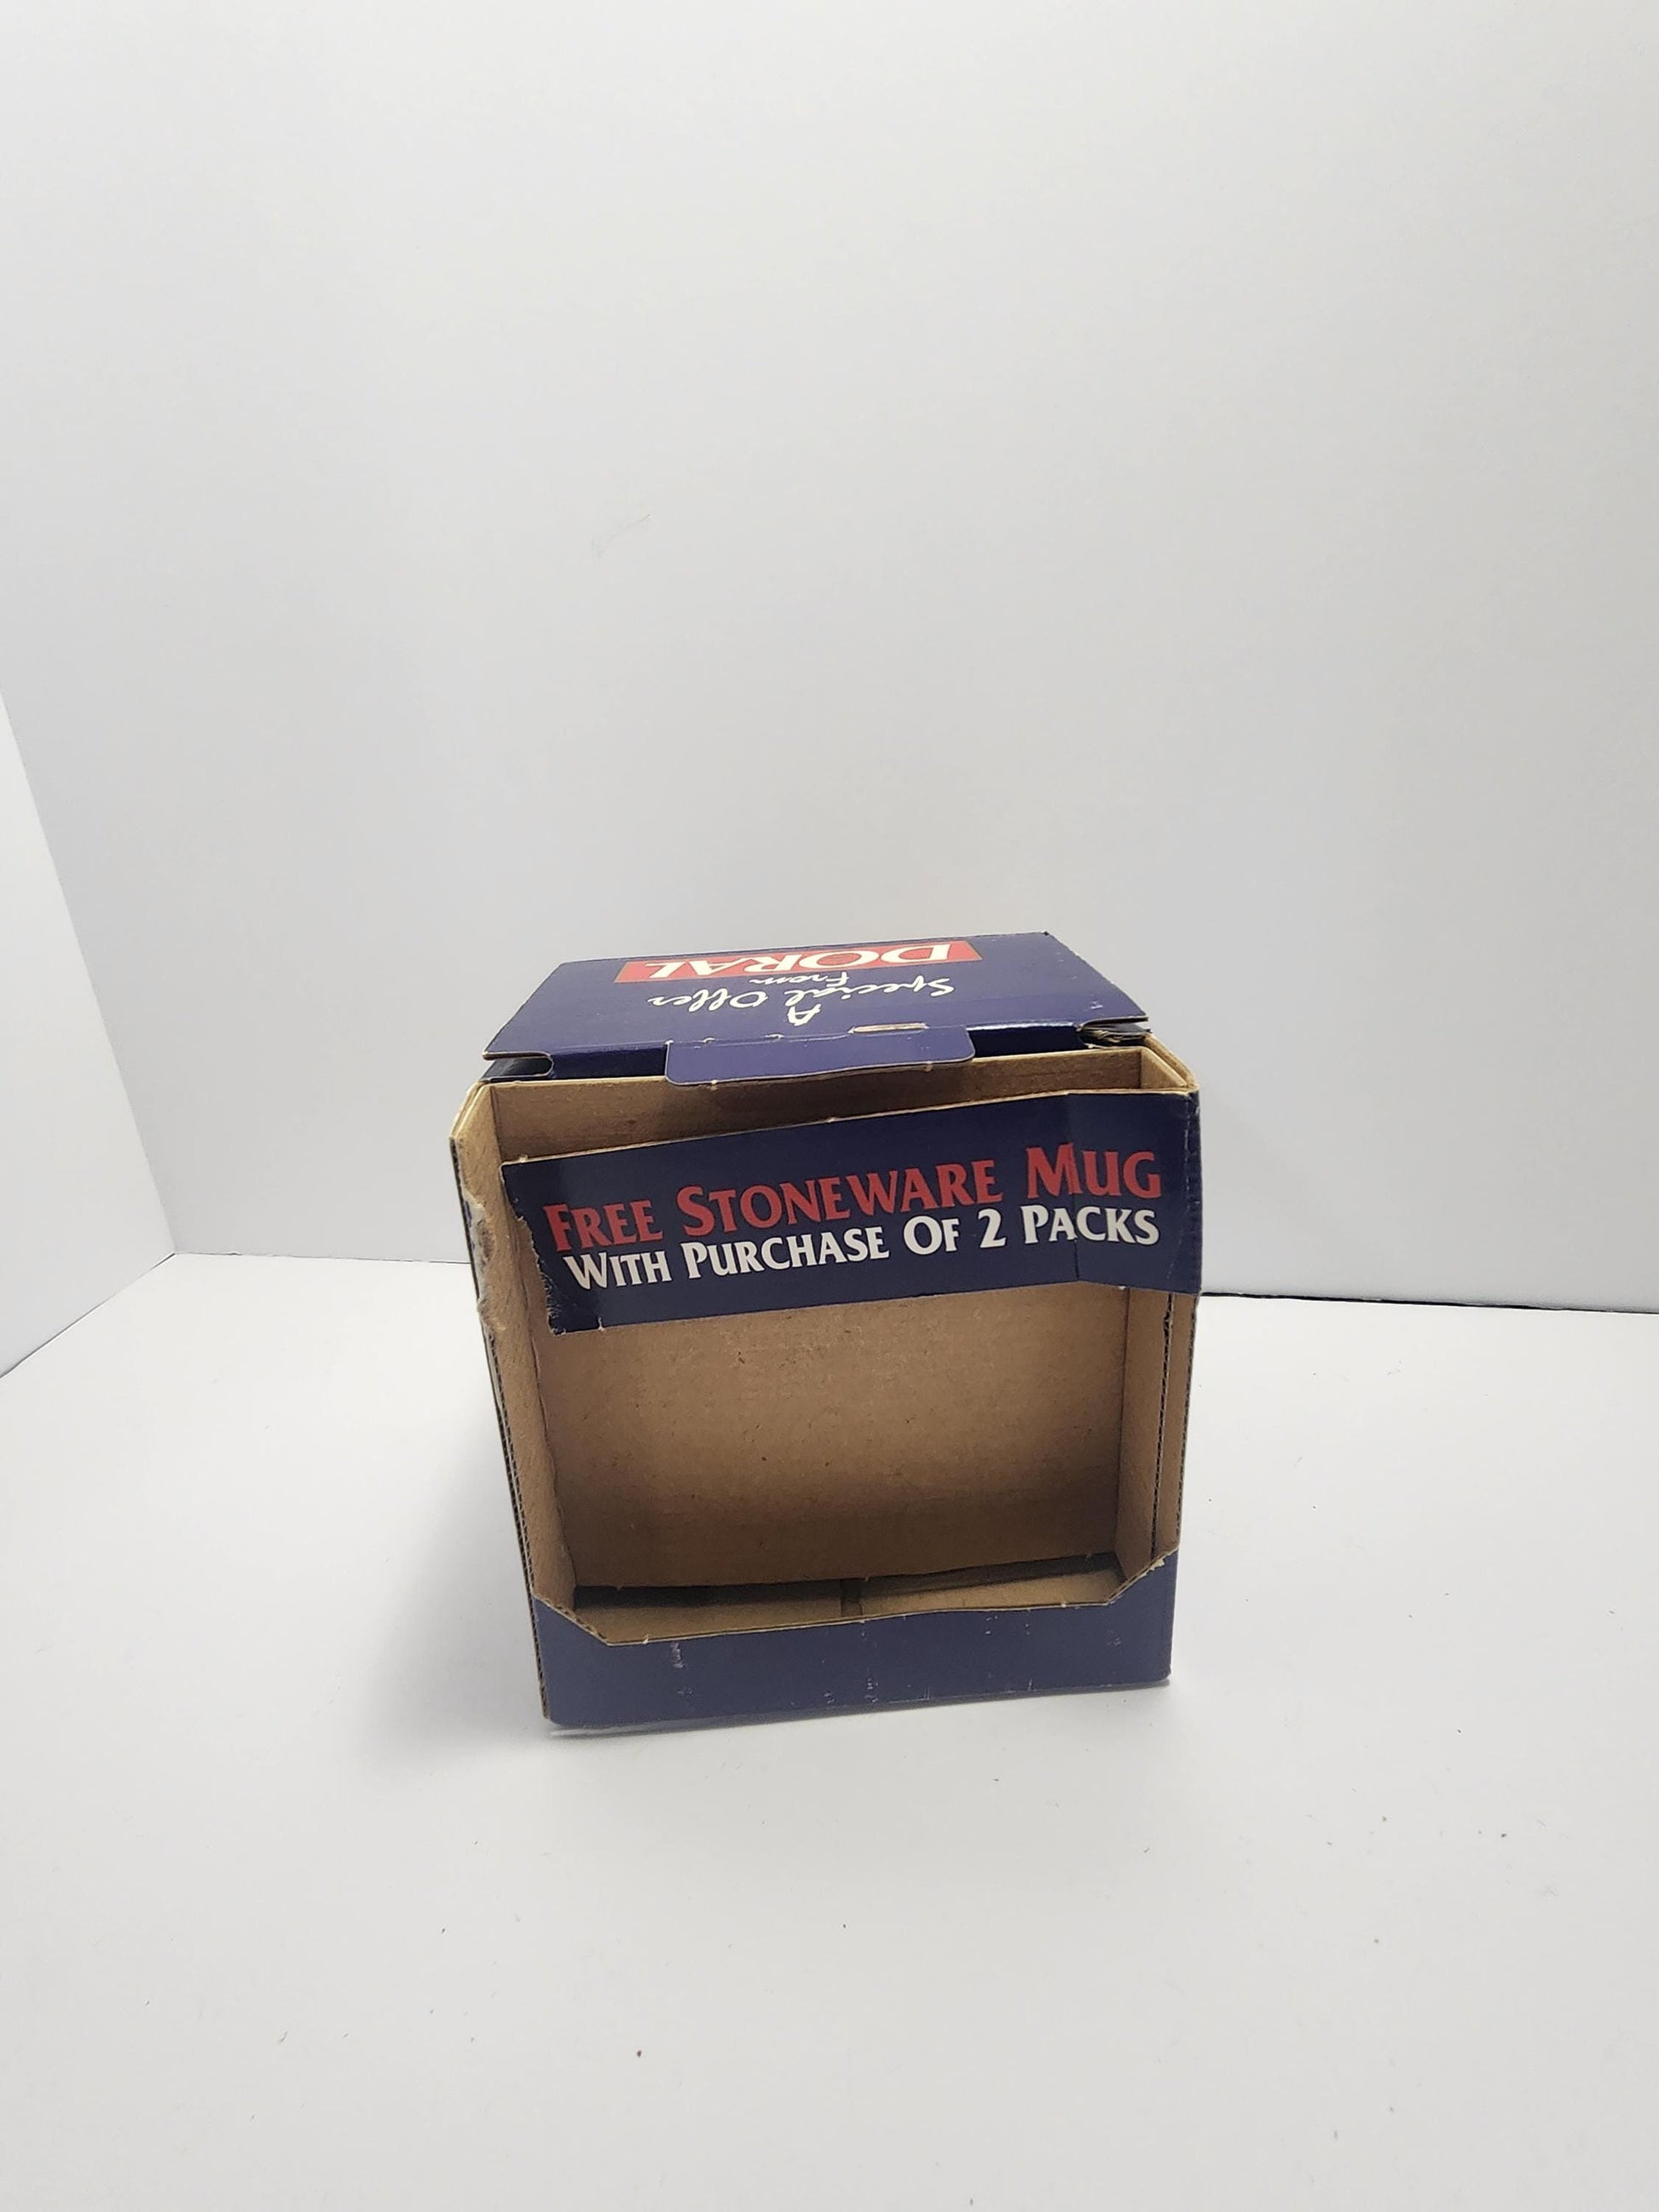 A
Special Offer
From
DORAL
FREE STONEWARE MUG
WITH PURCHASE OF 2 PACKS